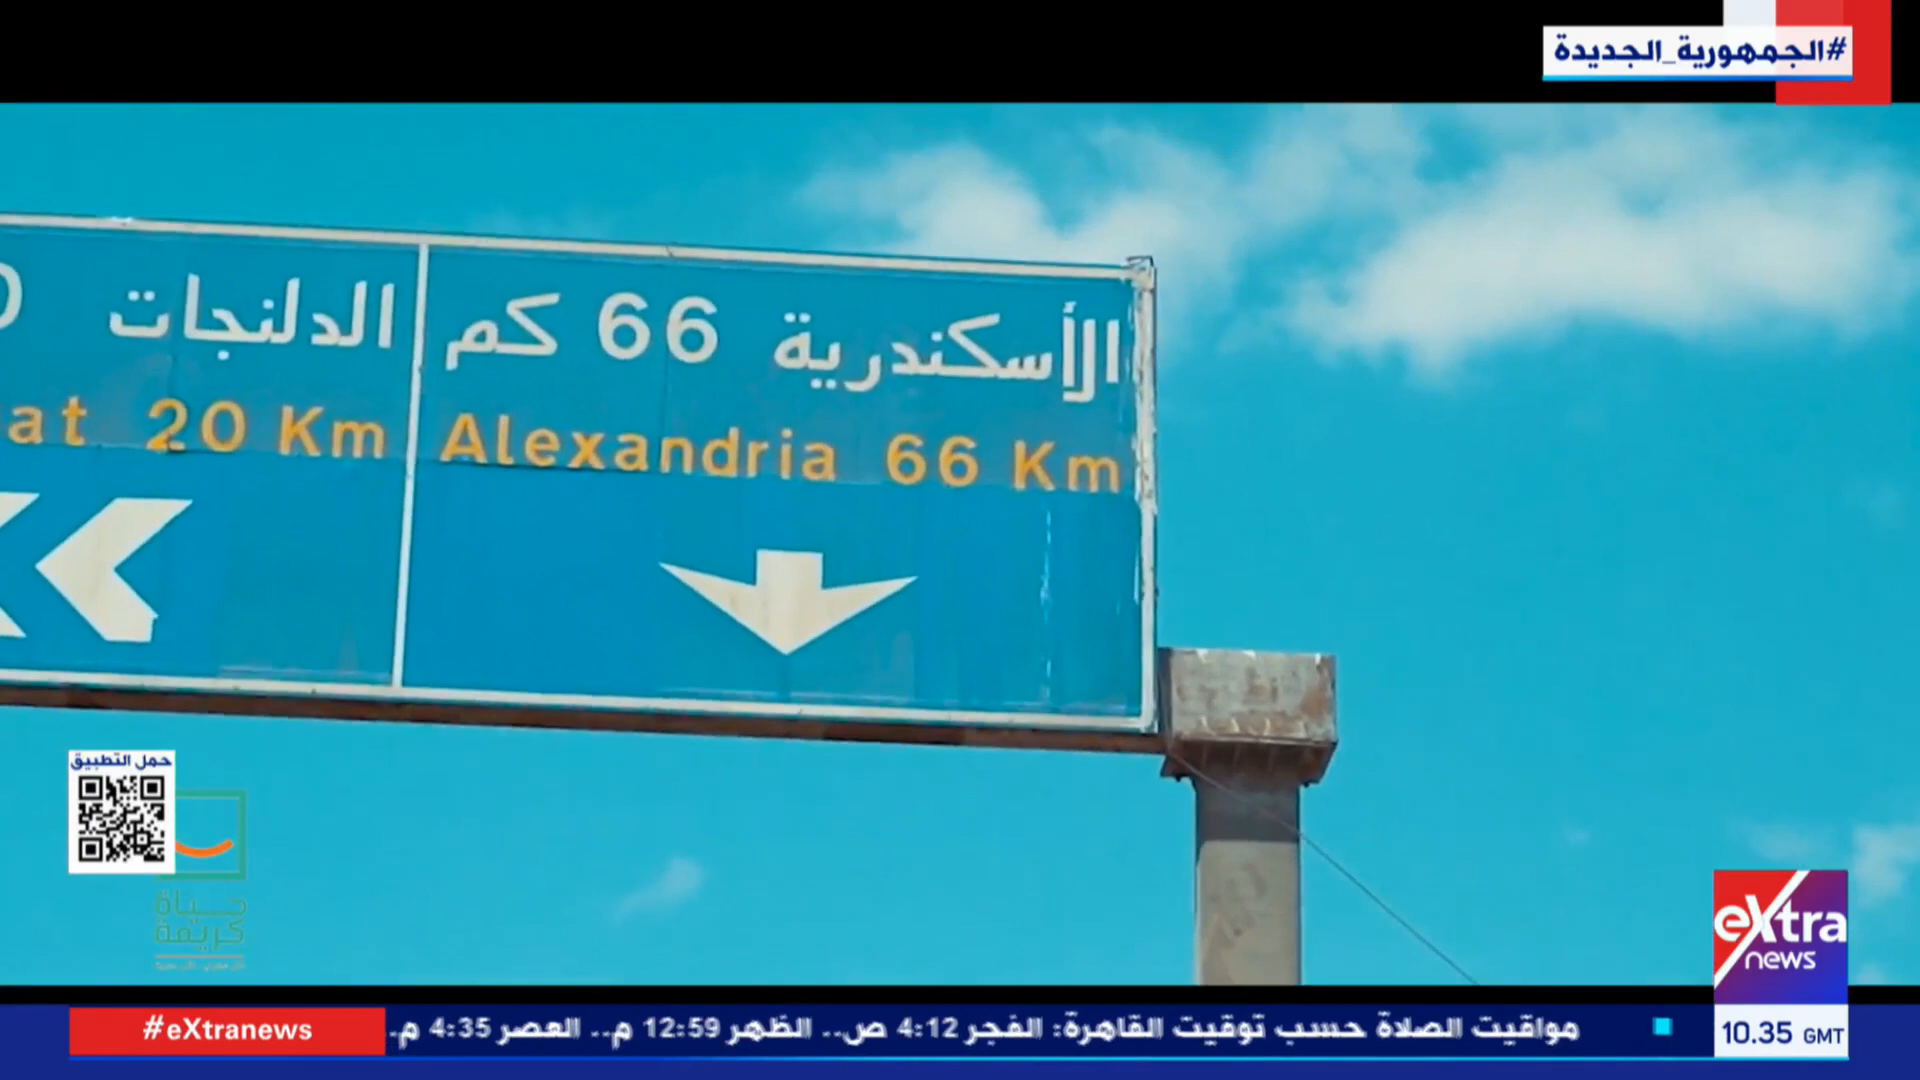 #الجمهورية_الجديدة
الأسكندرية 66 كم
الدلنجات
Alexandria 66 Km
at 20 Km
حمل التطبيق
حياة
كريمة
eXtra
news
10.35 GMT
مواقيت الصلاة حسب توقيت القاهرة: الفجر 4:12 ص.. الظهر 12:59 م.. العصر 4:35 م..
#eXtranews